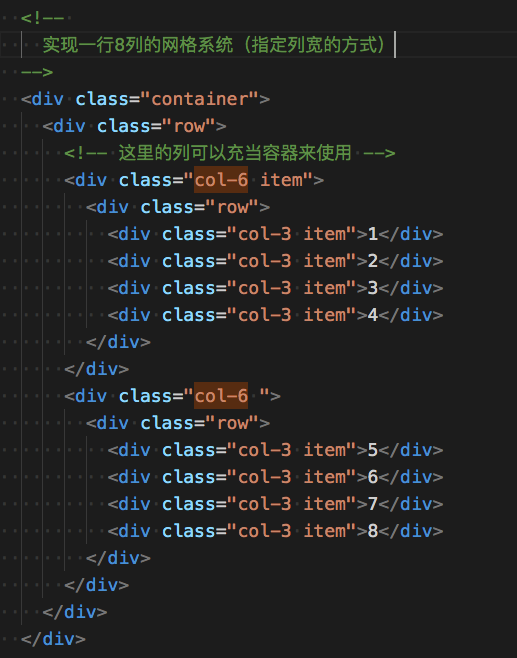 <!--
实现一行8列的网格系统（指定列宽的方式）
-->
<div class="container">
<div class="row">
<!-- 这里的列可以充当容器来使用 -->
<div class="col-6 item">
<div class="row">
<div class="col-3 item">1</div>
<div class="col-3 item">2</div>
<div class="col-3 item">3</div>
<div class="col-3 item">4</div>
</div>
</div>
<div class="col-6 ">
<div class="row">
<div class="col-3 item">5</div>
<div class="col-3 item">6</div>
<div class="col-3 item">7</div>
<div class="col-3 item">8</div>
</div>
</div>
</div>
</div>